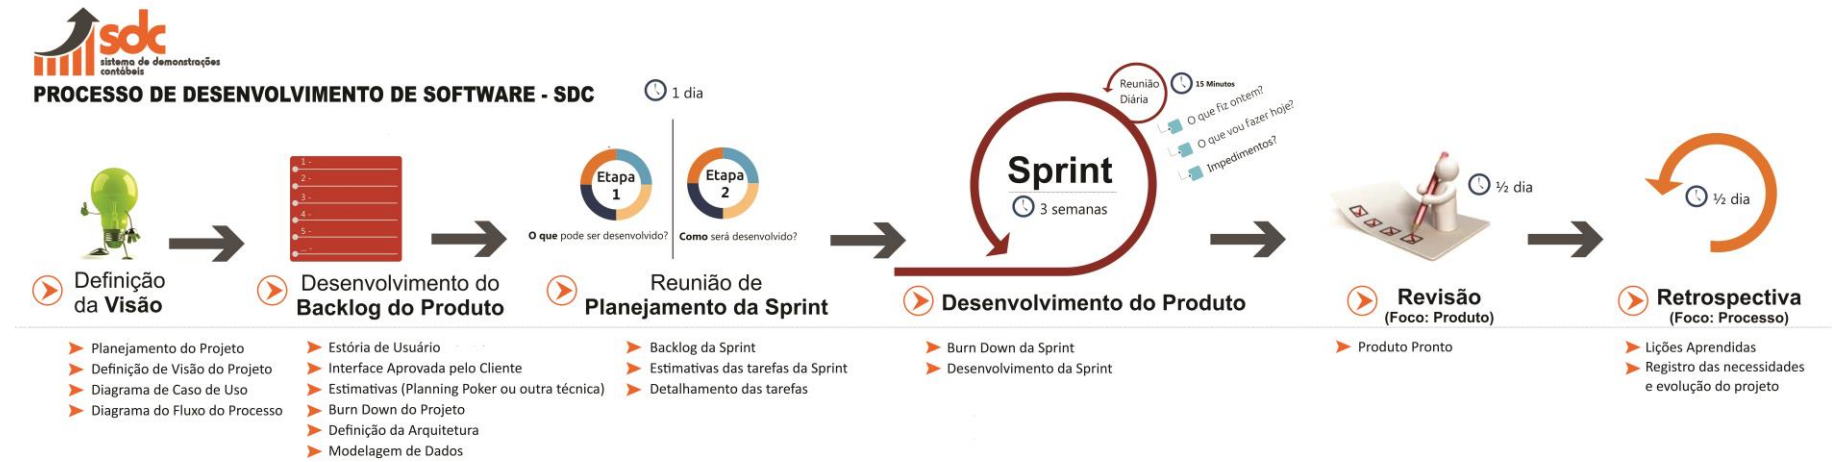 sdc
sistema de demonstrações
contábeis
PROCESSO DE DESENVOLVIMENTO DE SOFTWARE - SDC
1 dia
Reunião
Diária
15 Minutos
O que fiz ontem?
O que vou fazer hoje?
Impedimentos?
1 -
2 -
3 -
4 -
5 -
... -
Etapa
1
Etapa
2
O que pode ser desenvolvido?
Como será desenvolvido?
Sprint
3 semanas
½ dia
½ dia
Definição
da Visão
Desenvolvimento do
Backlog do Produto
Reunião de
Planejamento da Sprint
Desenvolvimento do Produto
Revisão
(Foco: Produto)
Retrospectiva
(Foco: Processo)
Planejamento do Projeto
Definição de Visão do Projeto
Diagrama de Caso de Uso
Diagrama do Fluxo do Processo
Estória de Usuário
Interface Aprovada pelo Cliente
Estimativas (Planning Poker ou outra técnica)
Burn Down do Projeto
Definição da Arquitetura
Modelagem de Dados
Backlog da Sprint
Estimativas das tarefas da Sprint
Detalhamento das tarefas
Burn Down da Sprint
Desenvolvimento da Sprint
Produto Pronto
Lições Aprendidas
Registro das necessidades
e evolução do projeto